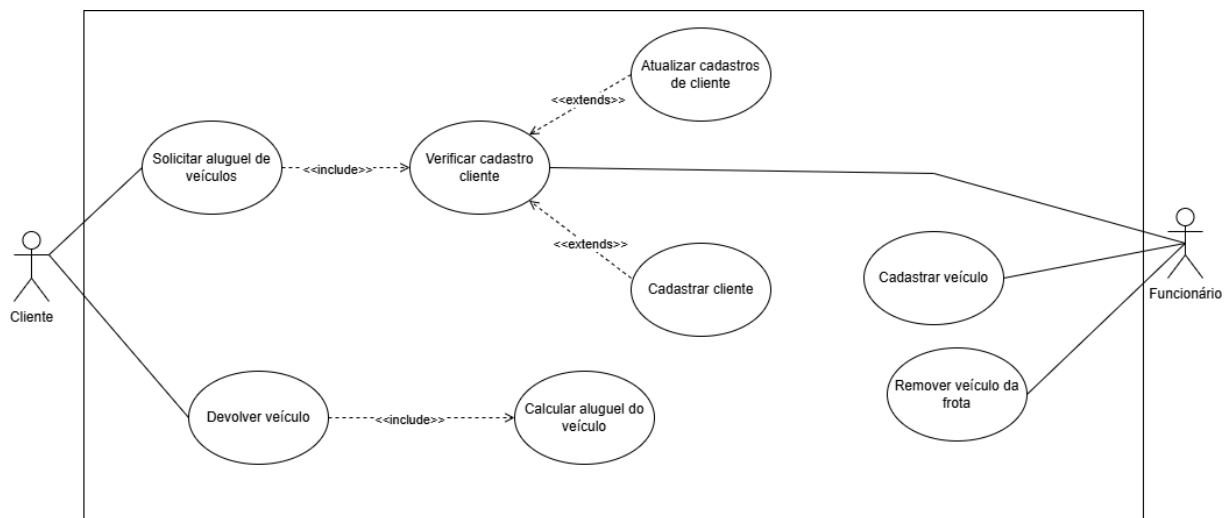 Atualizar cadastros
de cliente
<<extends>>
Solicitar aluguel de
veículos
<<include>>
Verificar cadastro
cliente
<<extends>>
Cadastrar cliente
Cadastrar veículo
Cliente
Funcionário
Devolver veículo
<<include>>
Calcular aluguel do
veículo
Remover veículo da
frota